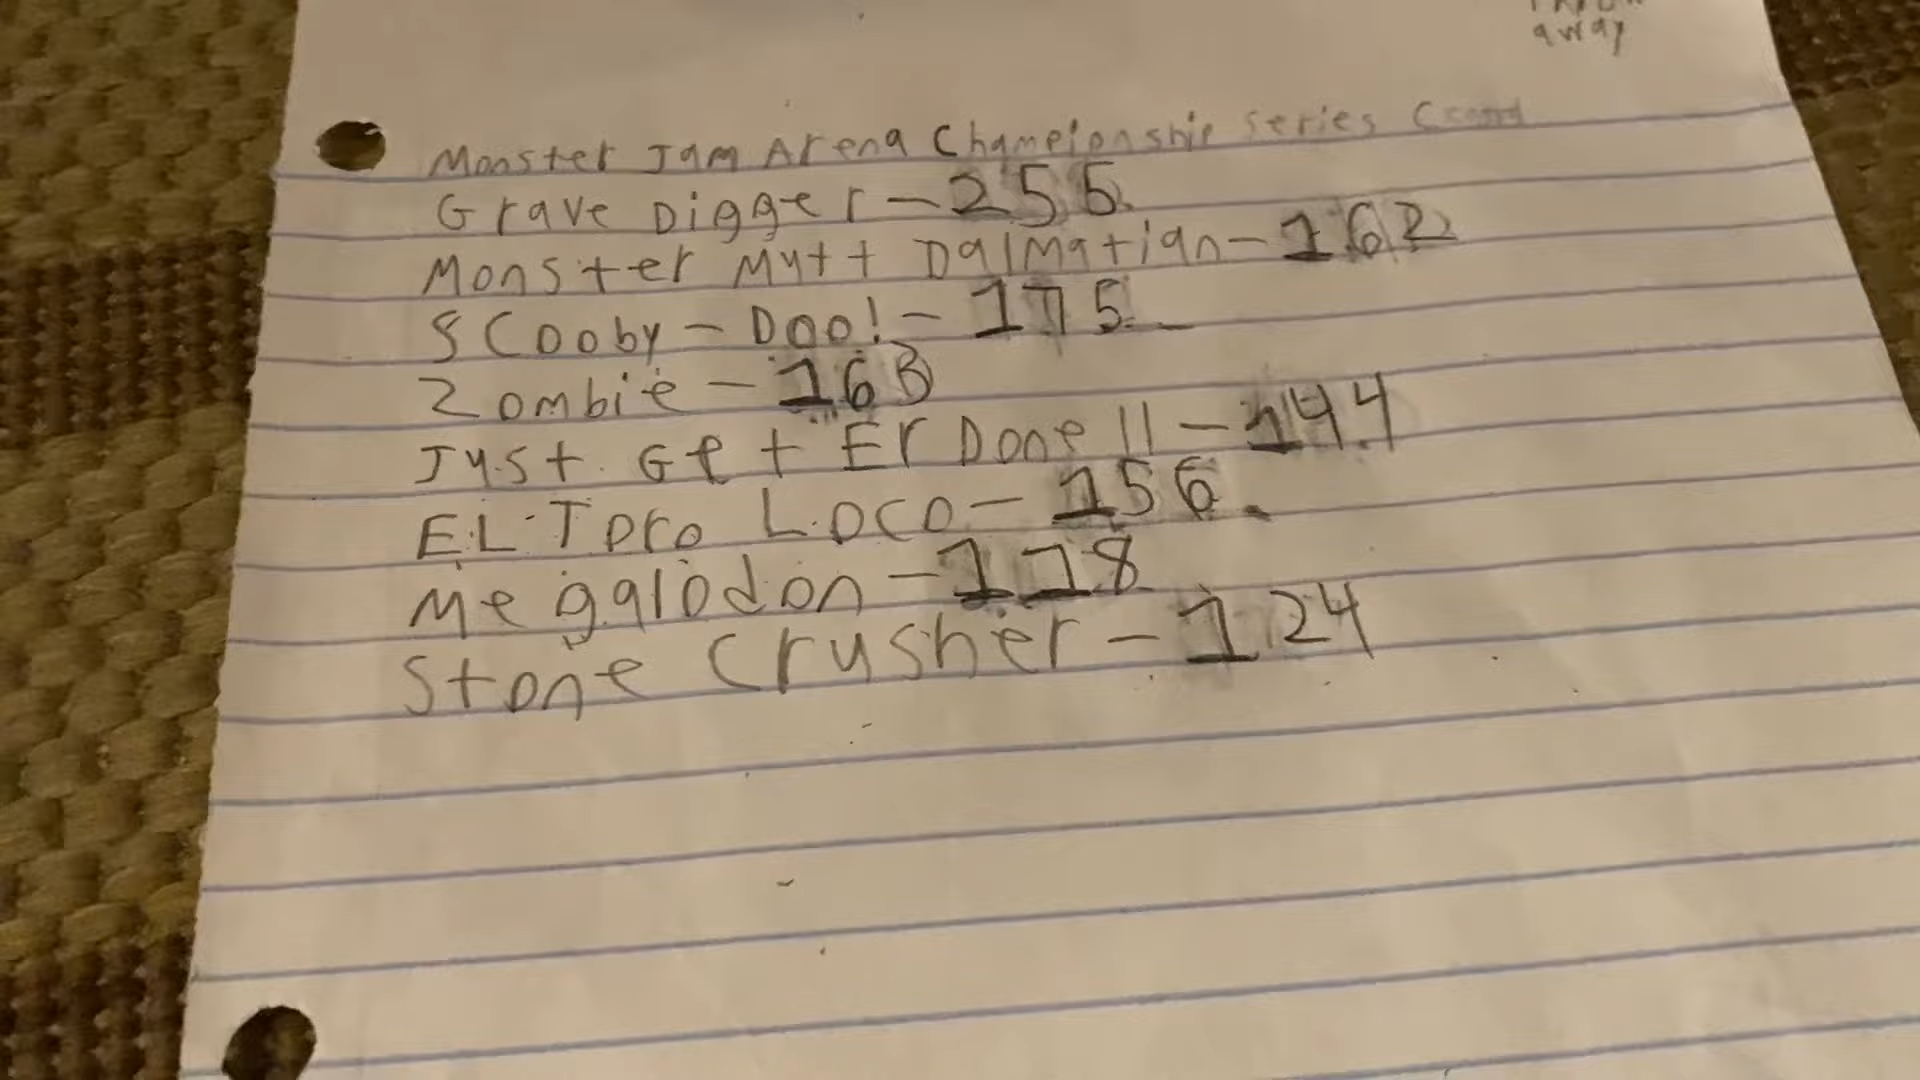 away
Monster Jam Arena Championship Series
Grave Digger - 255
Monster Mutt Dalmatian - 162
Scooby-Doo! - 175
Zombie - 163
Just Get Er Done!! - 144
El Toro Loco - 156
Megalodon - 118
Stone Crusher - 124